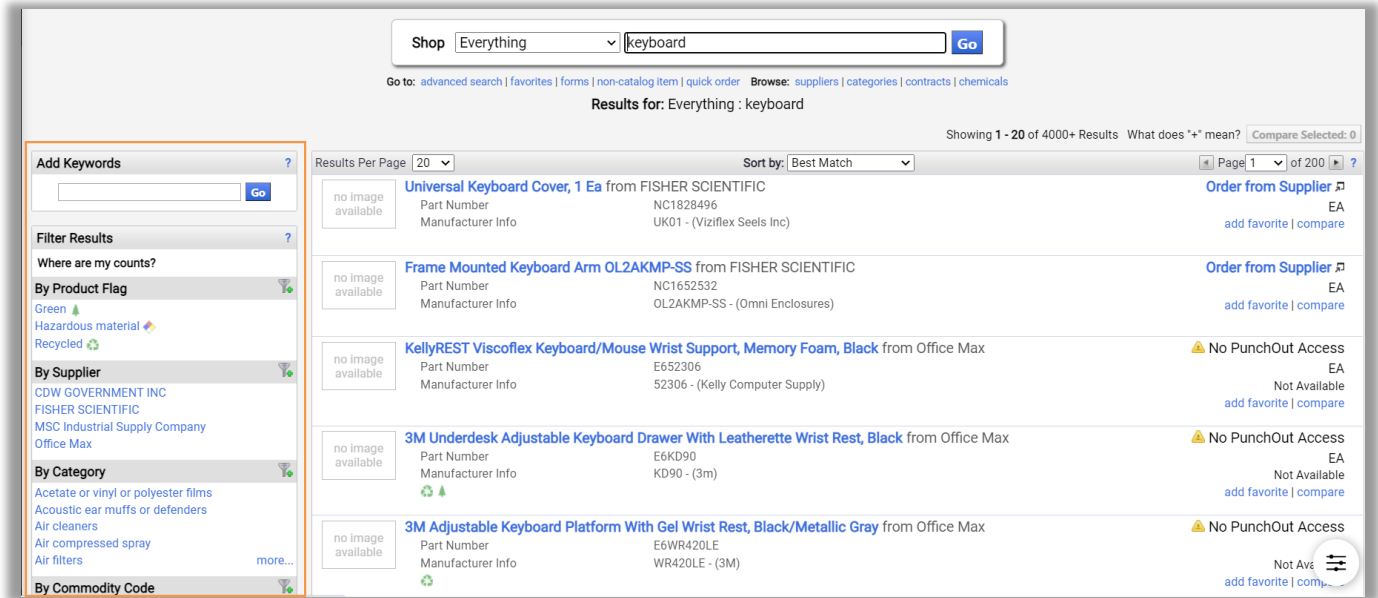 Shop Everything keyboard Go
Go to: advanced search | favorites | forms | non-catalog item | quick order Browse: suppliers | categories | contracts | chemicals
Results for: Everything : keyboard
Showing 1 - 20 of 4000+ Results What does "+" mean? Compare Selected: 0
Add Keywords ?
Go
Filter Results ?
Where are my counts?
By Product Flag
Green
Hazardous material
Recycled
By Supplier
CDW GOVERNMENT INC
FISHER SCIENTIFIC
MSC Industrial Supply Company
Office Max
By Category
Acetate or vinyl or polyester films
Acoustic ear muffs or defenders
Air cleaners
Air compressed spray
Air filters more...
By Commodity Code
Results Per Page 20 Sort by: Best Match Page 1 of 200 ?
no image
available
Universal Keyboard Cover, 1 Ea from FISHER SCIENTIFIC Order from Supplier
Part Number NC1828496 EA
Manufacturer Info UK01 - (Viziflex Seels Inc) add favorite | compare
no image
available
Frame Mounted Keyboard Arm OL2AKMP-SS from FISHER SCIENTIFIC Order from Supplier
Part Number NC1652532 EA
Manufacturer Info OL2AKMP-SS - (Omni Enclosures) add favorite | compare
no image
available
KellyREST Viscoflex Keyboard/Mouse Wrist Support, Memory Foam, Black from Office Max No PunchOut Access
Part Number E652306 EA
Manufacturer Info 52306 - (Kelly Computer Supply) Not Available
add favorite | compare
no image
available
3M Underdesk Adjustable Keyboard Drawer With Leatherette Wrist Rest, Black from Office Max No PunchOut Access
Part Number E6KD90 EA
Manufacturer Info KD90 - (3m) Not Available
add favorite | compare
no image
available
3M Adjustable Keyboard Platform With Gel Wrist Rest, Black/Metallic Gray from Office Max No PunchOut Access
Part Number E6WR420LE
Manufacturer Info WR420LE - (3M) Not
add favorite |